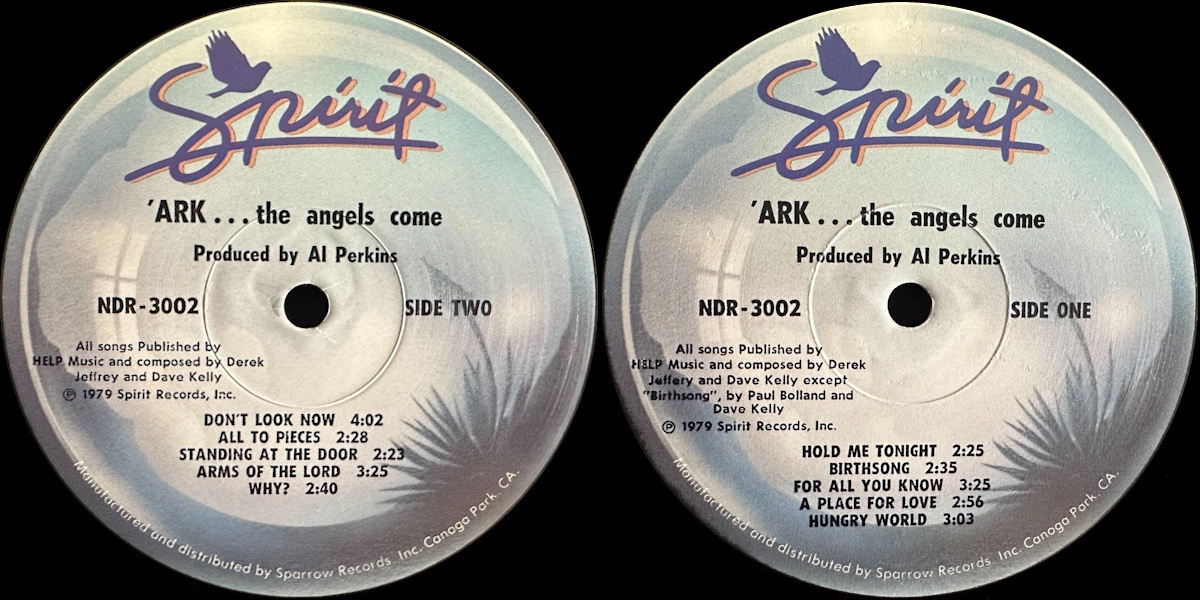 Spirit
'ARK...the angels come
Produced by Al Perkins
NDR-3002
SIDE TWO
All songs Published by
HELP Music and composed by Derek
Jeffrey and Dave Kelly
℗ 1979 Spirit Records, Inc.
DON'T LOOK NOW 4:02
ALL TO PIECES 2:28
STANDING AT THE DOOR 2:23
ARMS OF THE LORD 3:25
WHY? 2:40
Manufactured and distributed by Sparrow Records, Inc. Canoga Park, CA.
Spirit
'ARK...the angels come
Produced by Al Perkins
NDR-3002
SIDE ONE
All songs Published by
HELP Music and composed by Derek
Jeffery and Dave Kelly except
"Birthsong", by Paul Bolland and
Dave Kelly
℗ 1979 Spirit Records, Inc.
HOLD ME TONIGHT 2:25
BIRTHSONG 2:35
FOR ALL YOU KNOW 3:25
A PLACE FOR LOVE 2:56
HUNGRY WORLD 3:03
Manufactured and distributed by Sparrow Records, Inc. Canoga Park, CA.